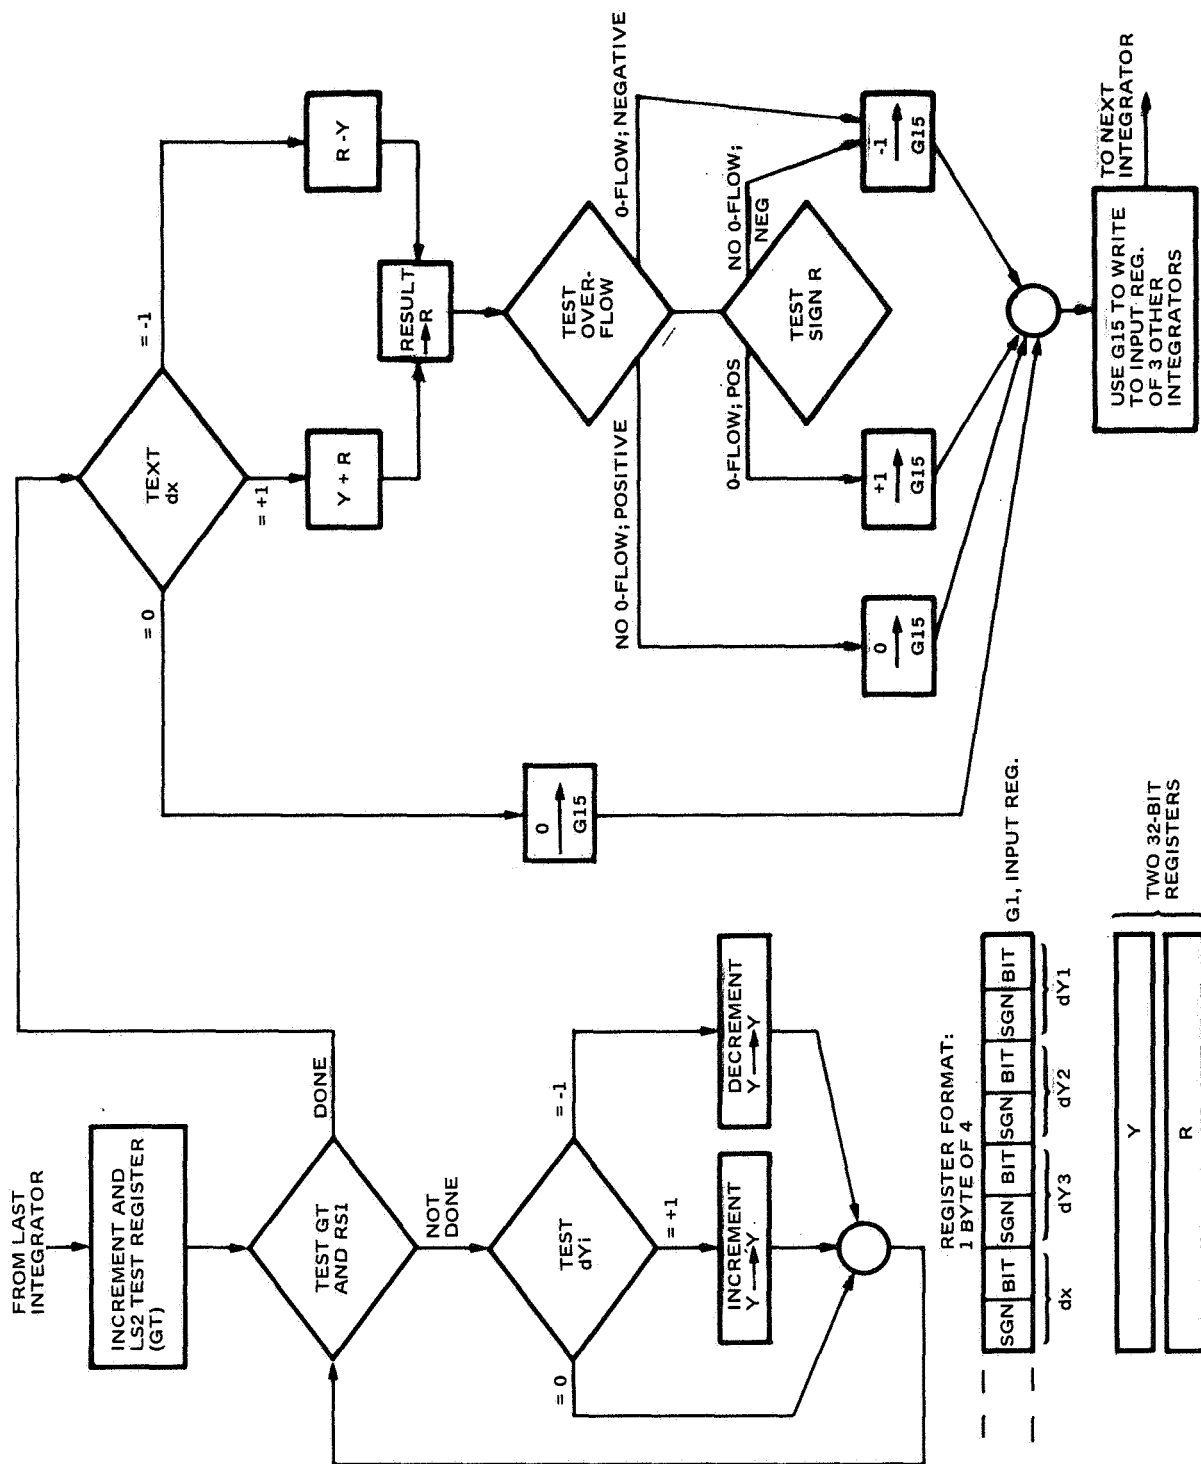 FROM LAST
INTEGRATOR
INCREMENT AND
LS2 TEST REGISTER
(GT)
TEST GT
AND RS1
DONE
NOT
DONE
TEST
dYi
= 0
= +1
= -1
INCREMENT
Y → Y
DECREMENT
Y → Y
REGISTER FORMAT:
1 BYTE OF 4
SGN BIT SGN BIT SGN BIT SGN BIT
G1, INPUT REG.
dx dY3 dY2 dY1
Y
R
TWO 32-BIT
REGISTERS
TEXT
dx
= 0
= +1
= -1
0 →
G15
Y + R
R -Y
RESULT
→ R
TEST
OVER-
FLOW
NO 0-FLOW; POSITIVE
0-FLOW; NEGATIVE
TEST
SIGN R
0-FLOW; POS
NO 0-FLOW;
NEG
0 →
G15
+1 →
G15
-1 →
G15
USE G15 TO WRITE
TO INPUT REG.
OF 3 OTHER
INTEGRATORS
TO NEXT
INTEGRATOR